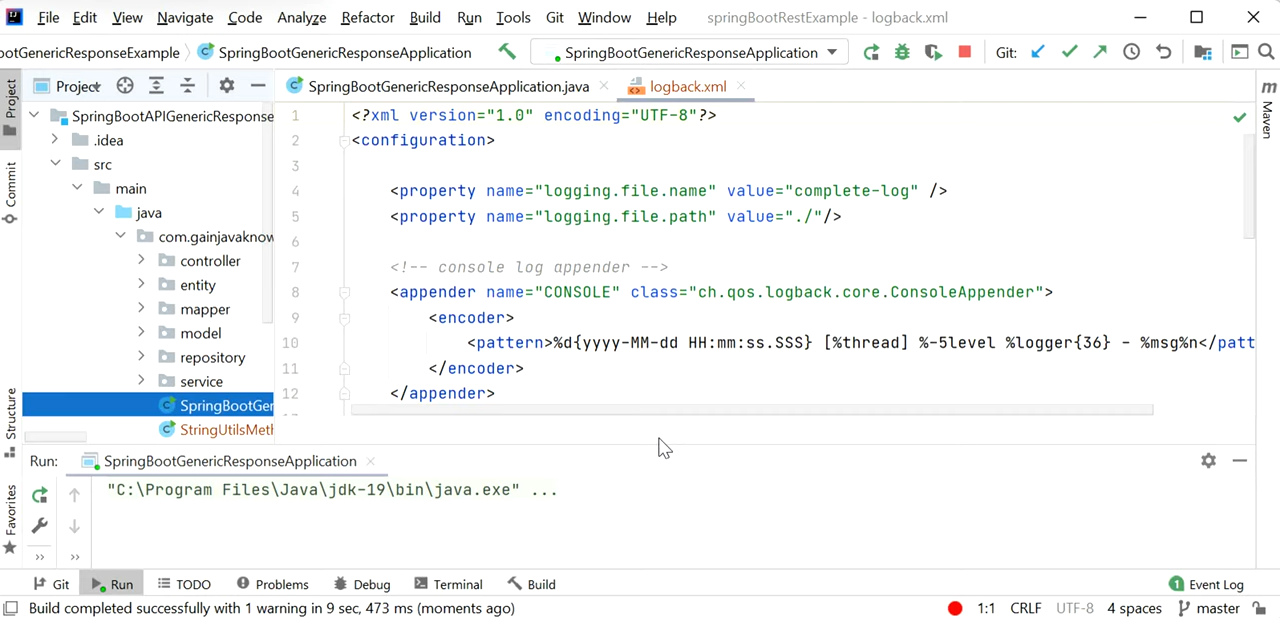 File Edit View Navigate Code Analyze Refactor Build Run Tools Git Window Help springBootRestExample - logback.xml
ootGenericResponseExample SpringBootGenericResponseApplication SpringBootGenericResponseApplication Git:
Project SpringBootGenericResponseApplication.java logback.xml
Project
Commit
Structure
Favorites
Maven
SpringBootAPIGenericResponse
.idea
src
main
java
com.gainjavaknow
controller
entity
mapper
model
repository
service
SpringBootGer
StringUtilsMeth
1 <?xml version="1.0" encoding="UTF-8"?>
2 <configuration>
3
4 <property name="logging.file.name" value="complete-log" />
5 <property name="logging.file.path" value="./"/>
6
7 <!-- console log appender -->
8 <appender name="CONSOLE" class="ch.qos.logback.core.ConsoleAppender">
9 <encoder>
10 <pattern>%d{yyyy-MM-dd HH:mm:ss.SSS} [%thread] %-5level %logger{36} - %msg%n</patt
11 </encoder>
12 </appender>
Run: SpringBootGenericResponseApplication
"C:\Program Files\Java\jdk-19\bin\java.exe" ...
Git Run TODO Problems Debug Terminal Build 1 Event Log
Build completed successfully with 1 warning in 9 sec, 473 ms (moments ago) 1:1 CRLF UTF-8 4 spaces master